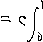 = c∫₀¹